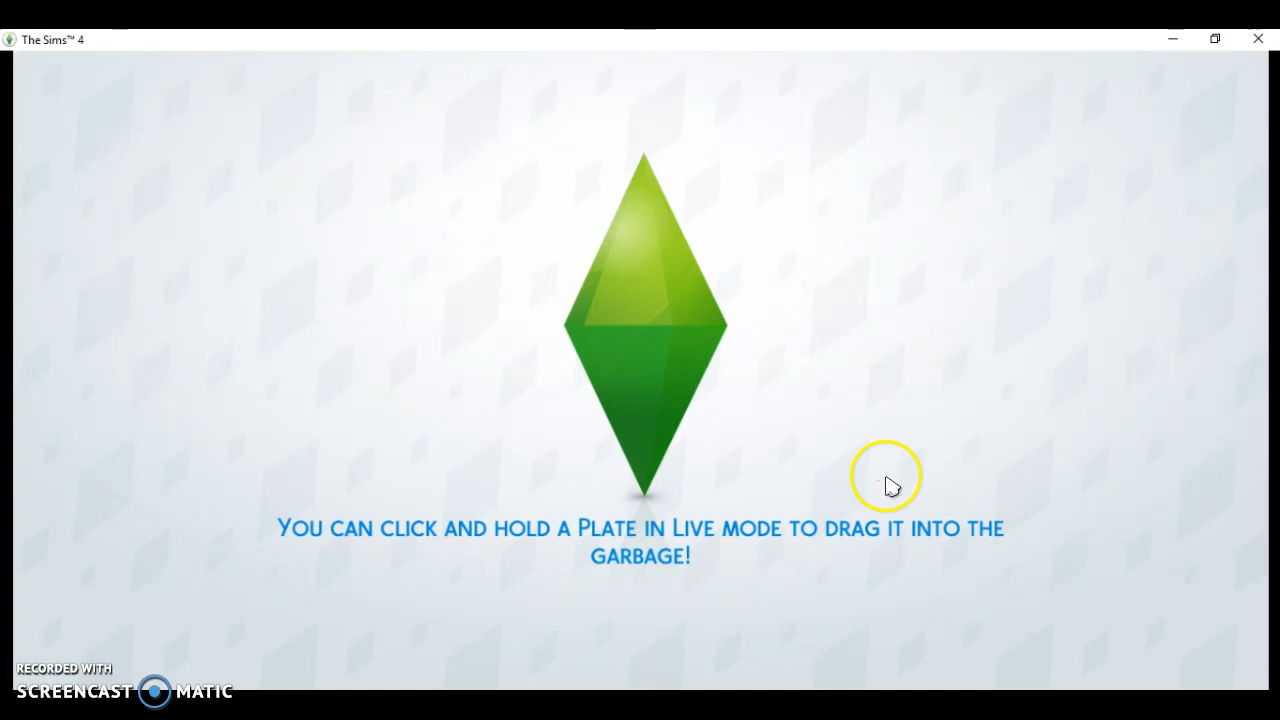 The Sims™ 4
YOU CAN CLICK AND HOLD A PLATE IN LIVE MODE TO DRAG IT INTO THE
GARBAGE!
RECORDED WITH
SCREENCAST MATIC